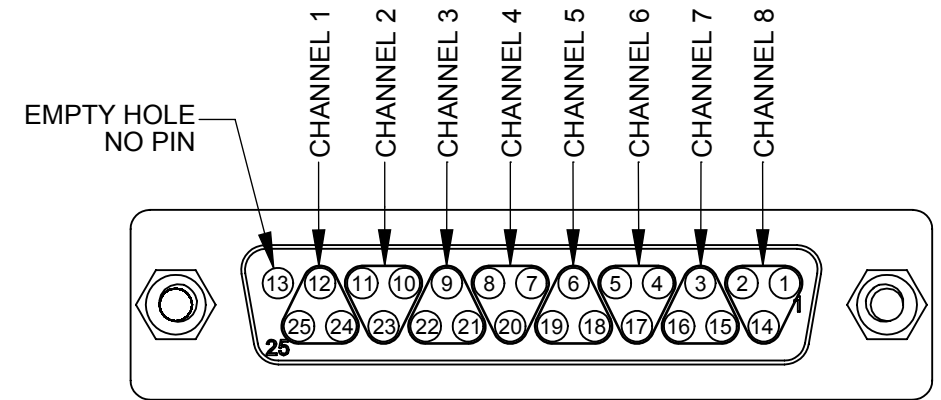 CHANNEL 1
CHANNEL 2
CHANNEL 3
CHANNEL 4
CHANNEL 5
CHANNEL 6
CHANNEL 7
CHANNEL 8
EMPTY HOLE
NO PIN
13 12 11 10 9 8 7 6 5 4 3 2 1
1
25 24 23 22 21 20 19 18 17 16 15 14
25